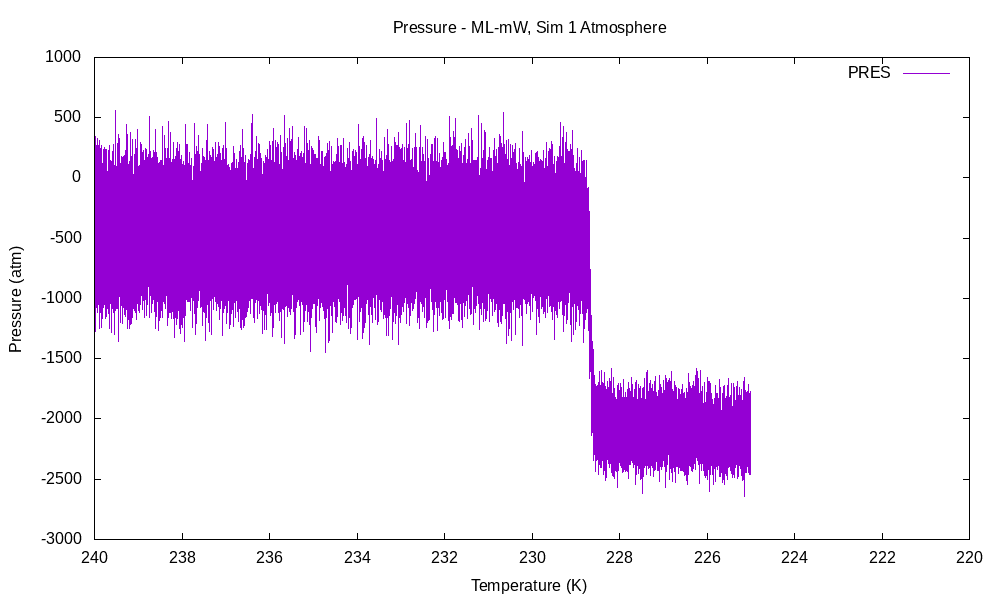 Pressure - ML-mW, Sim 1 Atmosphere
PRES
Pressure (atm)
1000
500
0
-500
-1000
-1500
-2000
-2500
-3000
240 238 236 234 232 230 228 226 224 222 220
Temperature (K)